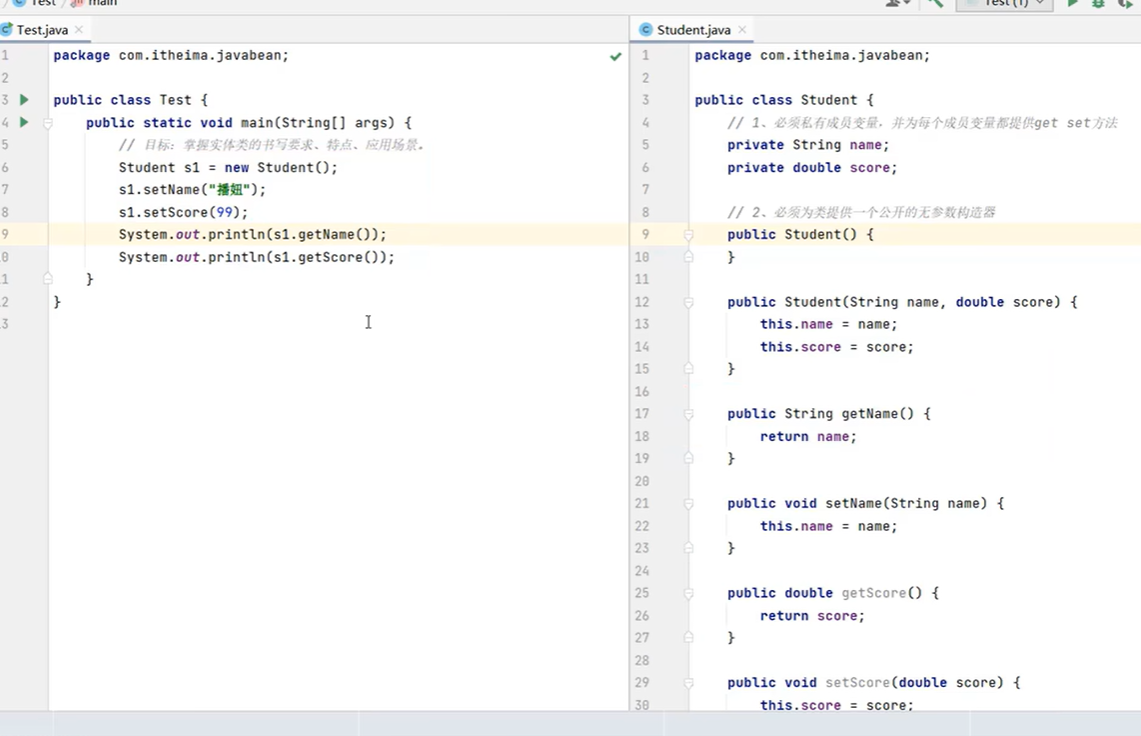 Test main
Test (1)
Test.java
Student.java
1 package com.itheima.javabean;
2
3 public class Test {
4 public static void main(String[] args) {
5 // 目标：掌握实体类的书写要求、特点、应用场景。
6 Student s1 = new Student();
7 s1.setName("播妞");
8 s1.setScore(99);
9 System.out.println(s1.getName());
0 System.out.println(s1.getScore());
1 }
2 }
3
1 package com.itheima.javabean;
2
3 public class Student {
4 // 1、必须私有成员变量，并为每个成员变量都提供get set方法
5 private String name;
6 private double score;
7
8 // 2、必须为类提供一个公开的无参数构造器
9 public Student() {
10 }
11
12 public Student(String name, double score) {
13 this.name = name;
14 this.score = score;
15 }
16
17 public String getName() {
18 return name;
19 }
20
21 public void setName(String name) {
22 this.name = name;
23 }
24
25 public double getScore() {
26 return score;
27 }
28
29 public void setScore(double score) {
30 this.score = score;